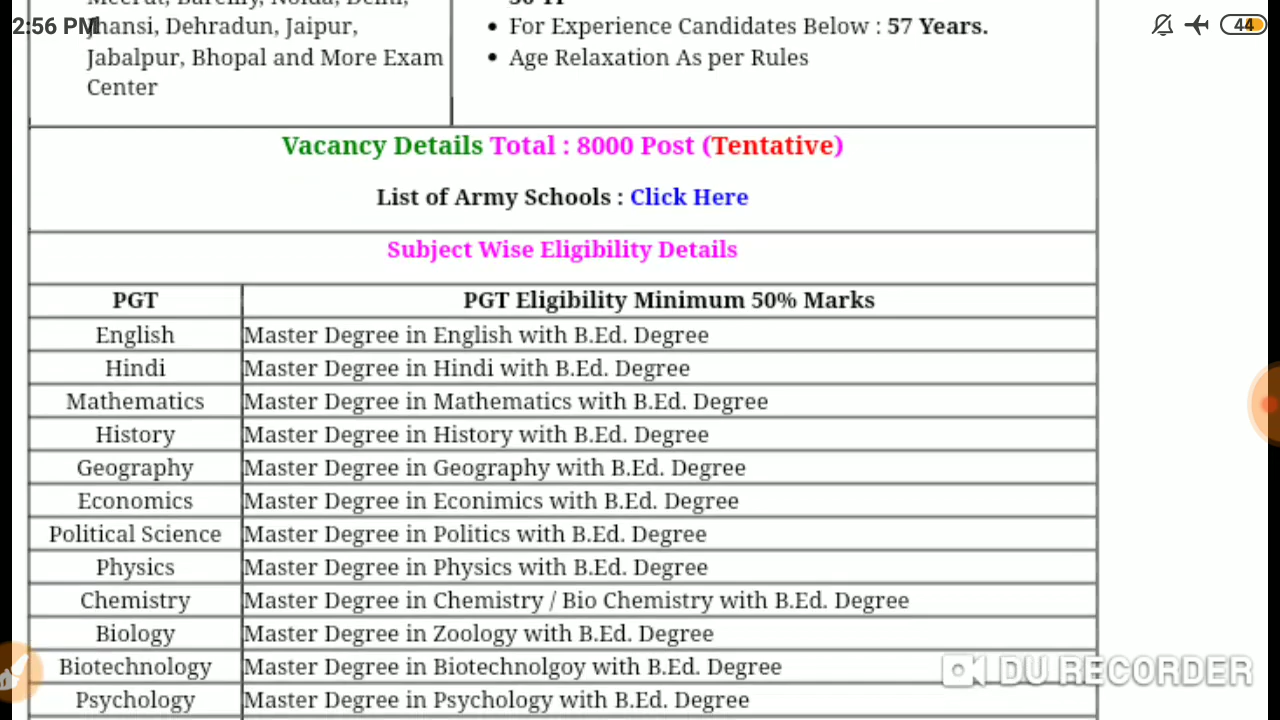 2:56 PM
44
Meerut, Bareilly, Noida, Delhi,
Jhansi, Dehradun, Jaipur,
Jabalpur, Bhopal and More Exam
Center
• For Experience Candidates Below : 57 Years.
• Age Relaxation As per Rules
Vacancy Details Total : 8000 Post (Tentative)
List of Army Schools : Click Here
Subject Wise Eligibility Details
PGT PGT Eligibility Minimum 50% Marks
English Master Degree in English with B.Ed. Degree
Hindi Master Degree in Hindi with B.Ed. Degree
Mathematics Master Degree in Mathematics with B.Ed. Degree
History Master Degree in History with B.Ed. Degree
Geography Master Degree in Geography with B.Ed. Degree
Economics Master Degree in Econimics with B.Ed. Degree
Political Science Master Degree in Politics with B.Ed. Degree
Physics Master Degree in Physics with B.Ed. Degree
Chemistry Master Degree in Chemistry / Bio Chemistry with B.Ed. Degree
Biology Master Degree in Zoology with B.Ed. Degree
Biotechnology Master Degree in Biotechnolgoy with B.Ed. Degree
Psychology Master Degree in Psychology with B.Ed. Degree
DU RECORDER